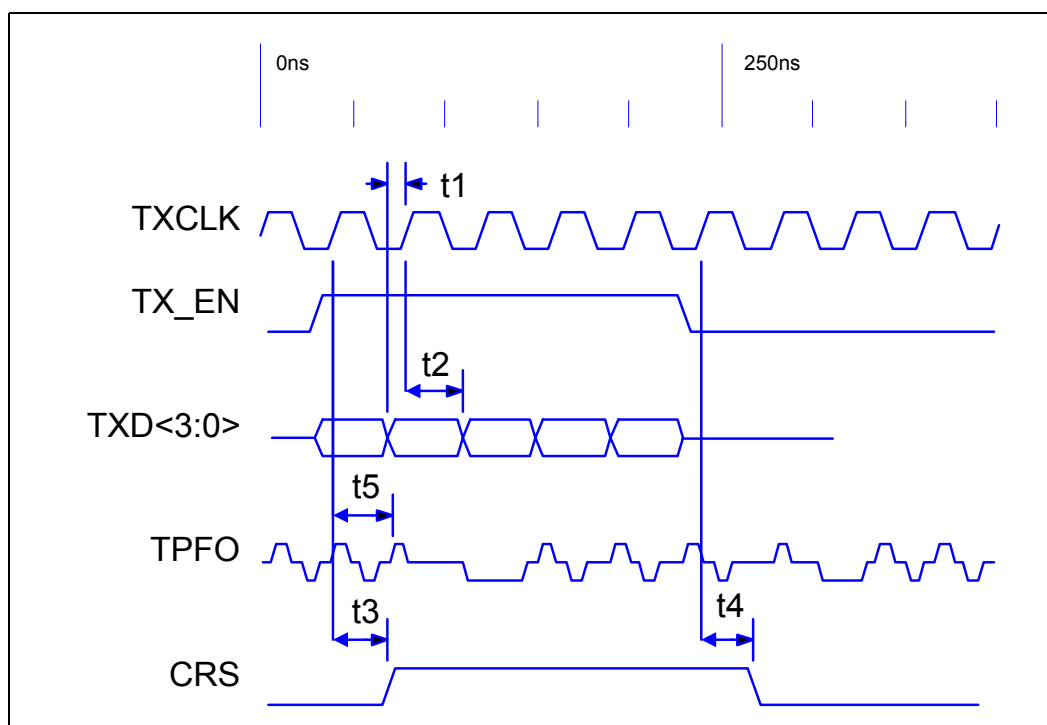 0ns 250ns
t1
TXCLK
TX_EN
t2
TXD<3:0>
t5
TPFO
t3 t4
CRS